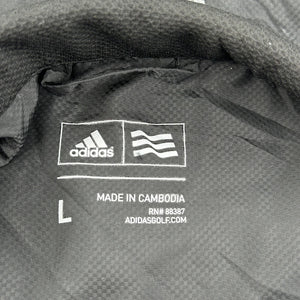 adidas
MADE IN CAMBODIA
L
RN# 88387
ADIDASGOLF.COM